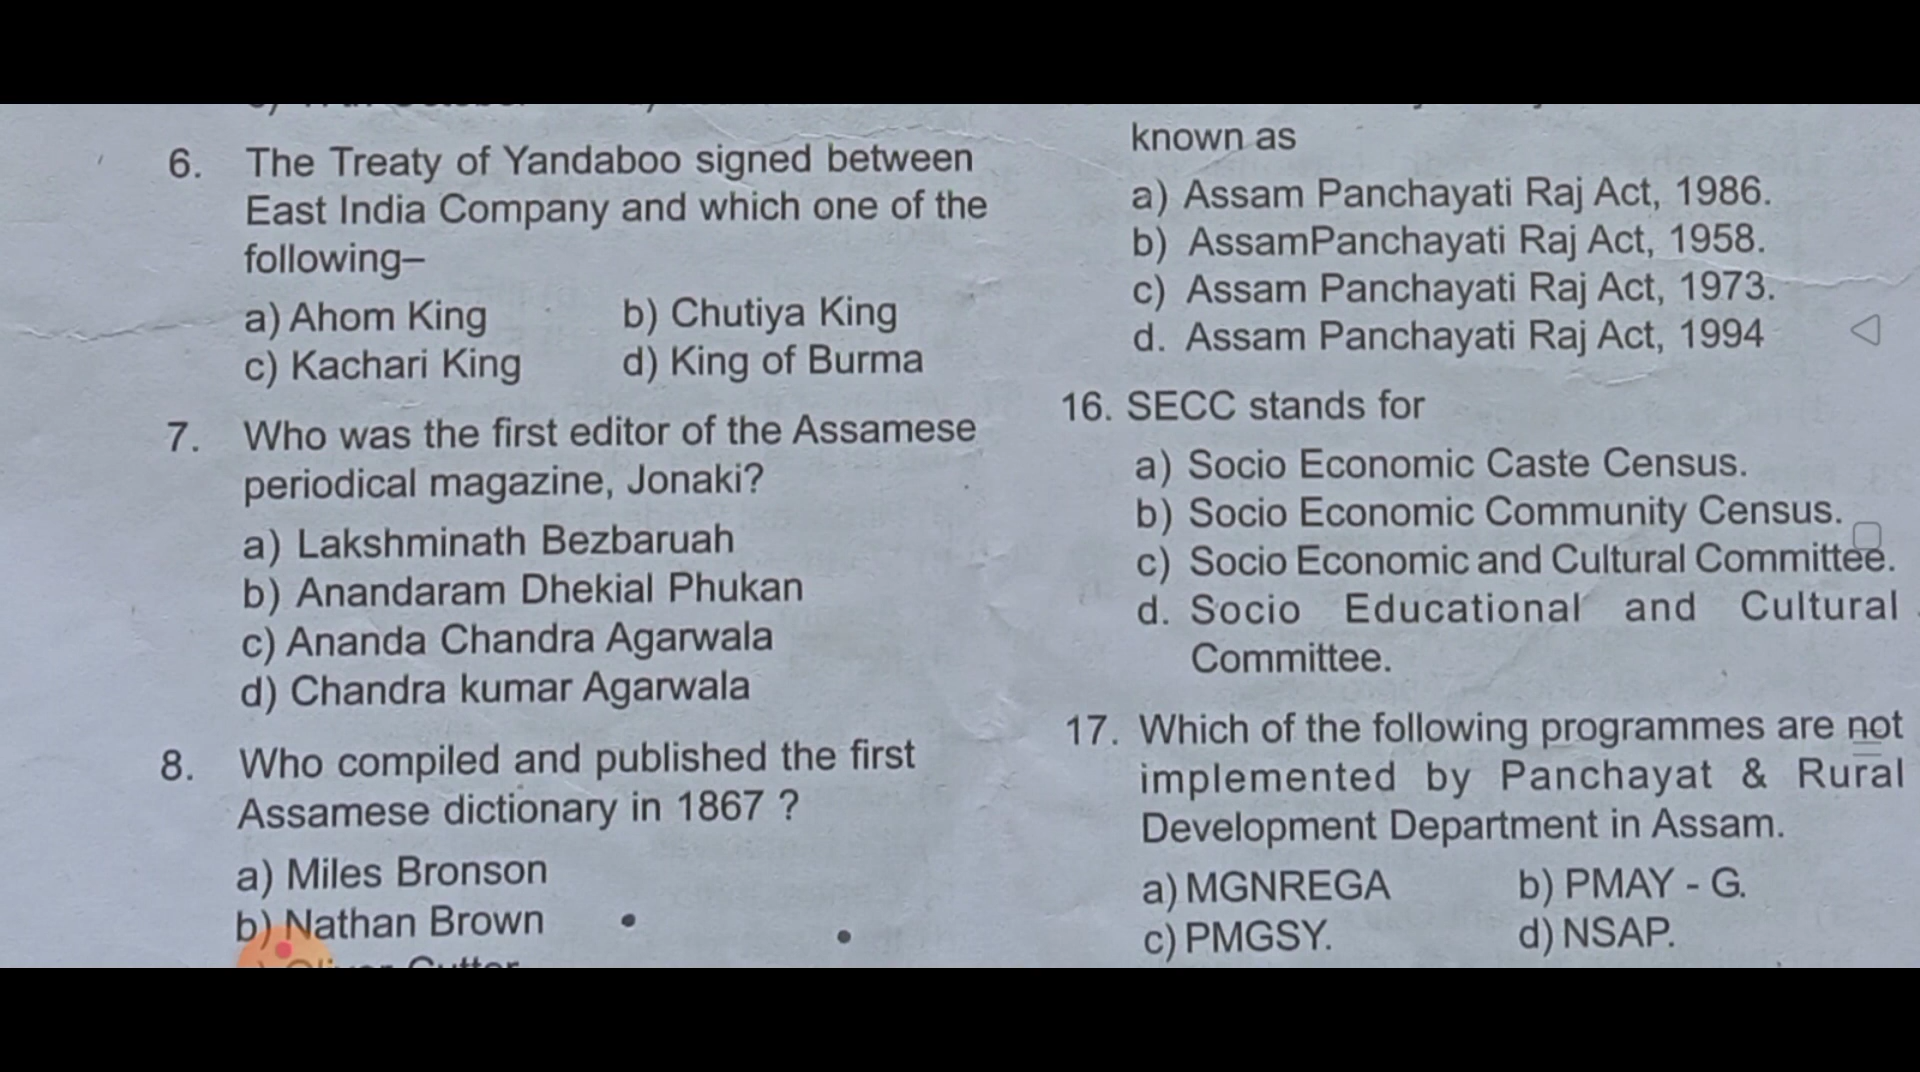 6. The Treaty of Yandaboo signed between
East India Company and which one of the
following–
a) Ahom King b) Chutiya King
c) Kachari King d) King of Burma
7. Who was the first editor of the Assamese
periodical magazine, Jonaki?
a) Lakshminath Bezbaruah
b) Anandaram Dhekial Phukan
c) Ananda Chandra Agarwala
d) Chandra kumar Agarwala
8. Who compiled and published the first
Assamese dictionary in 1867 ?
a) Miles Bronson
b) Nathan Brown
known as
a) Assam Panchayati Raj Act, 1986.
b) AssamPanchayati Raj Act, 1958.
c) Assam Panchayati Raj Act, 1973.
d. Assam Panchayati Raj Act, 1994
16. SECC stands for
a) Socio Economic Caste Census.
b) Socio Economic Community Census.
c) Socio Economic and Cultural Committee.
d. Socio Educational and Cultural
Committee.
17. Which of the following programmes are not
implemented by Panchayat & Rural
Development Department in Assam.
a) MGNREGA b) PMAY - G.
c) PMGSY. d) NSAP.